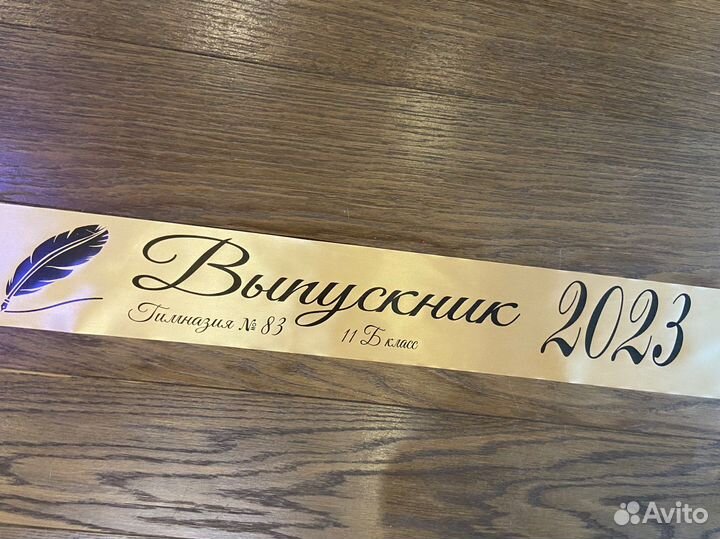 Выпускник 2023
Гимназия № 83 11 Б класс
Avito